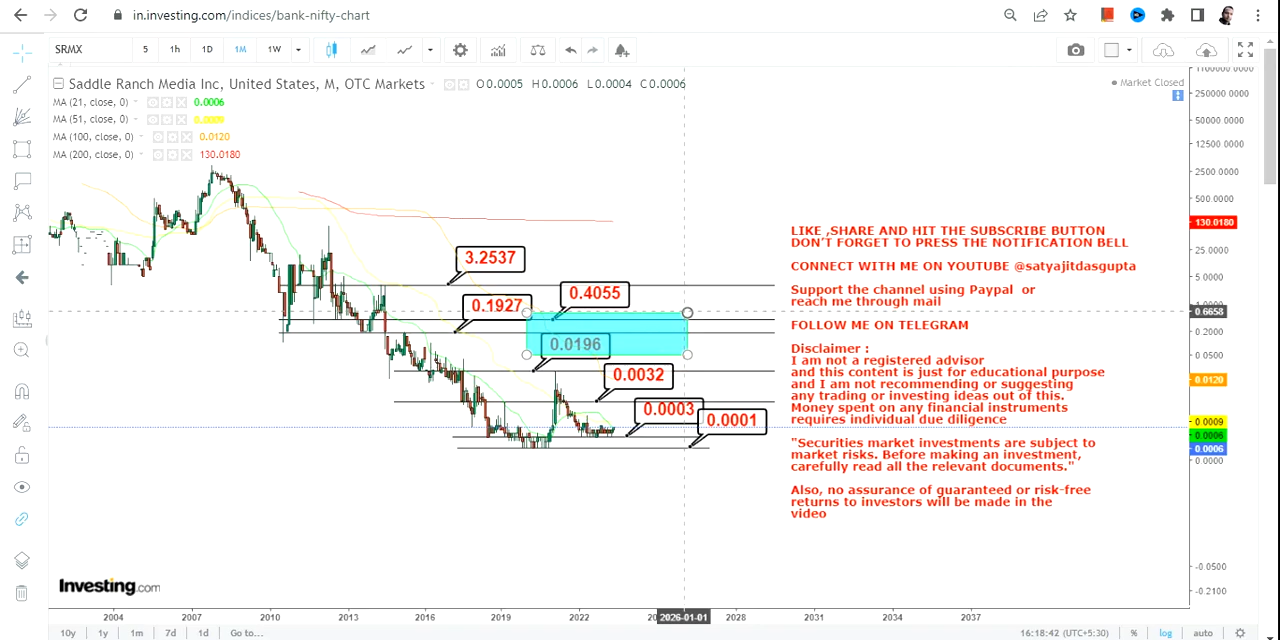 in.investing.com/indices/bank-nifty-chart
SRMX 5 1h 1D 1M 1W
Saddle Ranch Media Inc, United States, M, OTC Markets O0.0005 H0.0006 L0.0004 C0.0006
Market Closed
MA (21, close, 0) 0.0006
MA (51, close, 0) 0.0009
MA (100, close, 0) 0.0120
MA (200, close, 0) 130.0180
3.2537
0.4055
0.1927
0.0196
0.0032
0.0003
0.0001
LIKE ,SHARE AND HIT THE SUBSCRIBE BUTTON
DON'T FORGET TO PRESS THE NOTIFICATION BELL
CONNECT WITH ME ON YOUTUBE @satyajitdasgupta
Support the channel using Paypal or
reach me through mail
FOLLOW ME ON TELEGRAM
Disclaimer :
I am not a registered advisor
and this content is just for educational purpose
and I am not recommending or suggesting
any trading or investing ideas out of this.
Money spent on any financial instruments
requires individual due diligence
"Securities market investments are subject to
market risks. Before making an investment,
carefully read all the relevant documents."
Also, no assurance of guaranteed or risk-free
returns to investors will be made in the
video
250000.0000
50000.0000
12500.0000
2500.0000
500.0000
130.0180
25.0000
5.0000
0.6658
0.2000
0.0500
0.0120
0.0009
0.0006
0.0006
0.0000
-0.0500
-0.2100
Investing.com
2004 2007 2010 2013 2016 2019 2022 2026-01-01 2028 2031 2034 2037
10y 1y 1m 7d 1d Go to... 16:18:42 (UTC+5:30) % log auto